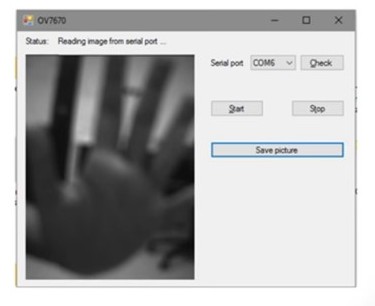 OV7670
Status: Reading image from serial port ...
Serial port COM6 Check
Start Stop
Save picture